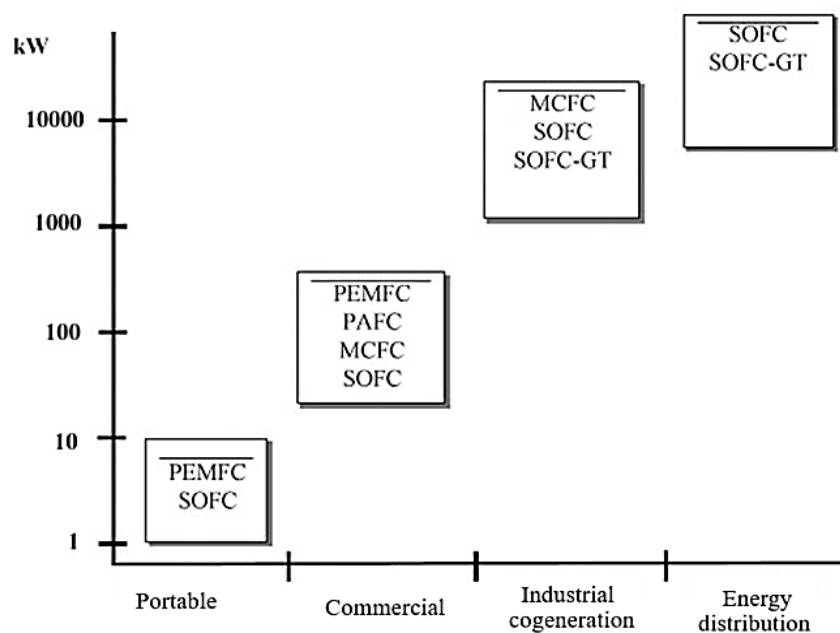 kW
10000
1000
100
10
1
PEMFC
SOFC
PEMFC
PAFC
MCFC
SOFC
MCFC
SOFC
SOFC-GT
SOFC
SOFC-GT
Portable
Commercial
Industrial
cogeneration
Energy
distribution